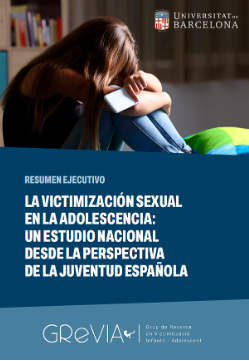 UNIVERSITAT DE
BARCELONA
RESUMEN EJECUTIVO
LA VICTIMIZACIÓN SEXUAL
EN LA ADOLESCENCIA:
UN ESTUDIO NACIONAL
DESDE LA PERSPECTIVA
DE LA JUVENTUD ESPAÑOLA
GReVIA
Grup de Recerca
en Victimització
Infantil i Adolescent